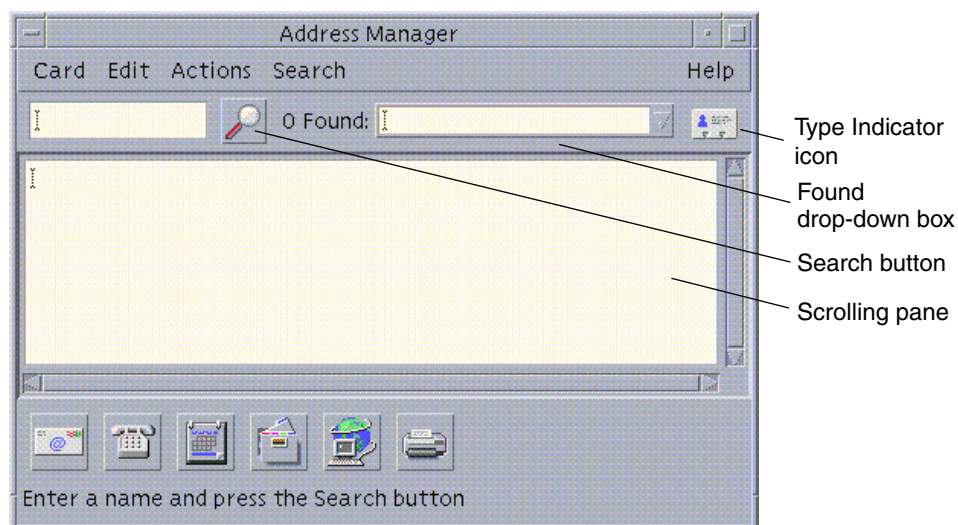 Address Manager
Card Edit Actions Search Help
0 Found:
Type Indicator
icon
Found
drop-down box
Search button
Scrolling pane
@
Enter a name and press the Search button